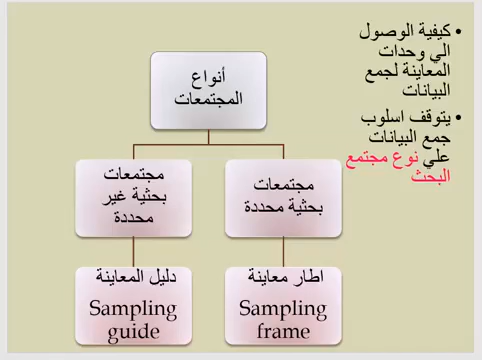 • كيفية الوصول
الي وحدات
المعاينة لجمع
البيانات
• يتوقف اسلوب
جمع البيانات
علي نوع مجتمع
البحث
أنواع
المجتمعات
مجتمعات
بحثية محددة
مجتمعات
بحثية غير
محددة
اطار معاينة
Sampling
frame
دليل المعاينة
Sampling
guide